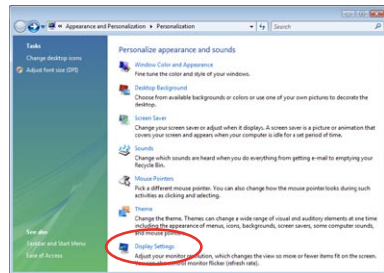 « Appearance and Personalization ▸ Personalization
Search
Tasks
Change desktop icons
Adjust font size (DPI)
Personalize appearance and sounds
Window Color and Appearance
Fine tune the color and style of your windows.
Desktop Background
Choose from available backgrounds or colors or use one of your own pictures to decorate the
desktop.
Screen Saver
Change your screen saver or adjust when it displays. A screen saver is a picture or animation that
covers your screen and appears when your computer is idle for a set period of time.
Sounds
Change which sounds are heard when you do everything from getting e-mail to emptying your
Recycle Bin.
Mouse Pointers
Pick a different mouse pointer. You can also change how the mouse pointer looks during such
activities as clicking and selecting.
Theme
Change the theme. Themes can change a wide range of visual and auditory elements at one time
including the appearance of menus, icons, backgrounds, screen savers, some computer sounds,
and mouse pointers.
Display Settings
Adjust your monitor resolution, which changes the view so more or fewer items fit on the screen.
You can also control monitor flicker (refresh rate).
See also
Taskbar and Start Menu
Ease of Access